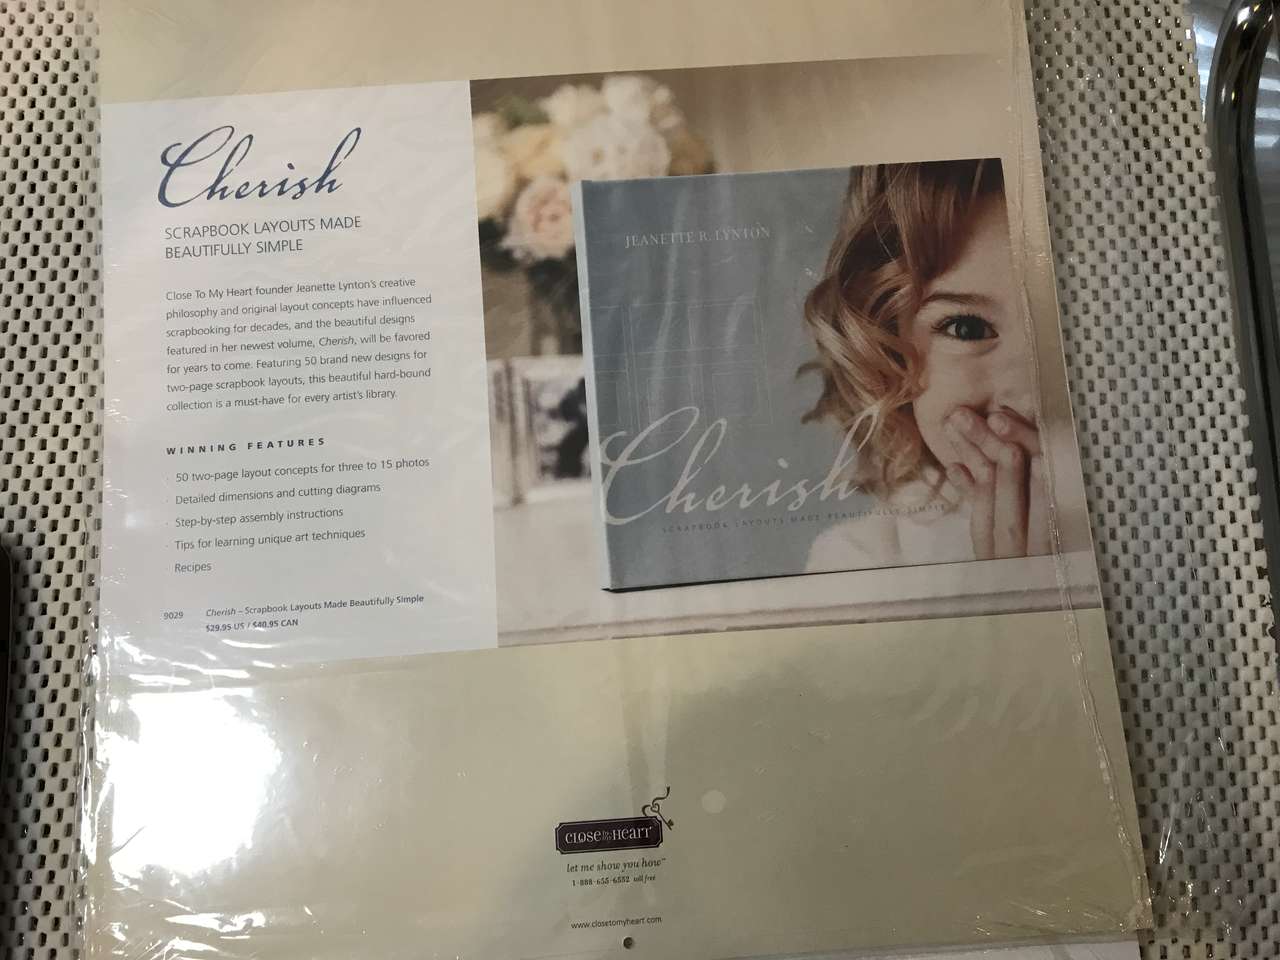 Cherish
SCRAPBOOK LAYOUTS MADE
BEAUTIFULLY SIMPLE
Close To My Heart founder Jeanette Lynton's creative
philosophy and original layout concepts have influenced
scrapbooking for decades, and the beautiful designs
featured in her newest volume, Cherish, will be favored
for years to come. Featuring 50 brand new designs for
two-page scrapbook layouts, this beautiful hard-bound
collection is a must-have for every artist's library.
WINNING FEATURES
· 50 two-page layout concepts for three to 15 photos
· Detailed dimensions and cutting diagrams
· Step-by-step assembly instructions
· Tips for learning unique art techniques
· Recipes
9029 Cherish – Scrapbook Layouts Made Beautifully Simple
$29.95 US / $40.95 CAN
JEANETTE R. LYNTON
Cherish
SCRAPBOOK LAYOUTS MADE BEAUTIFULLY SIMPLE
CLOSE TO MY HEART
let me show you how™
1-888-655-6552 toll free
www.closetomyheart.com